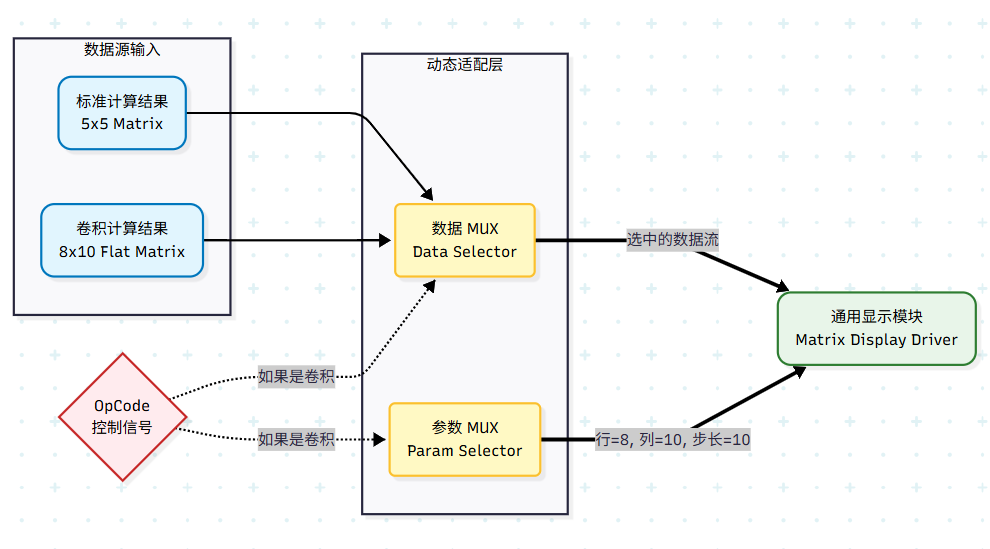 数据源输入
标准计算结果
5x5 Matrix
卷积计算结果
8x10 Flat Matrix
OpCode
控制信号
如果是卷积
如果是卷积
动态适配层
数据 MUX
Data Selector
参数 MUX
Param Selector
选中的数据流
行=8, 列=10, 步长=10
通用显示模块
Matrix Display Driver